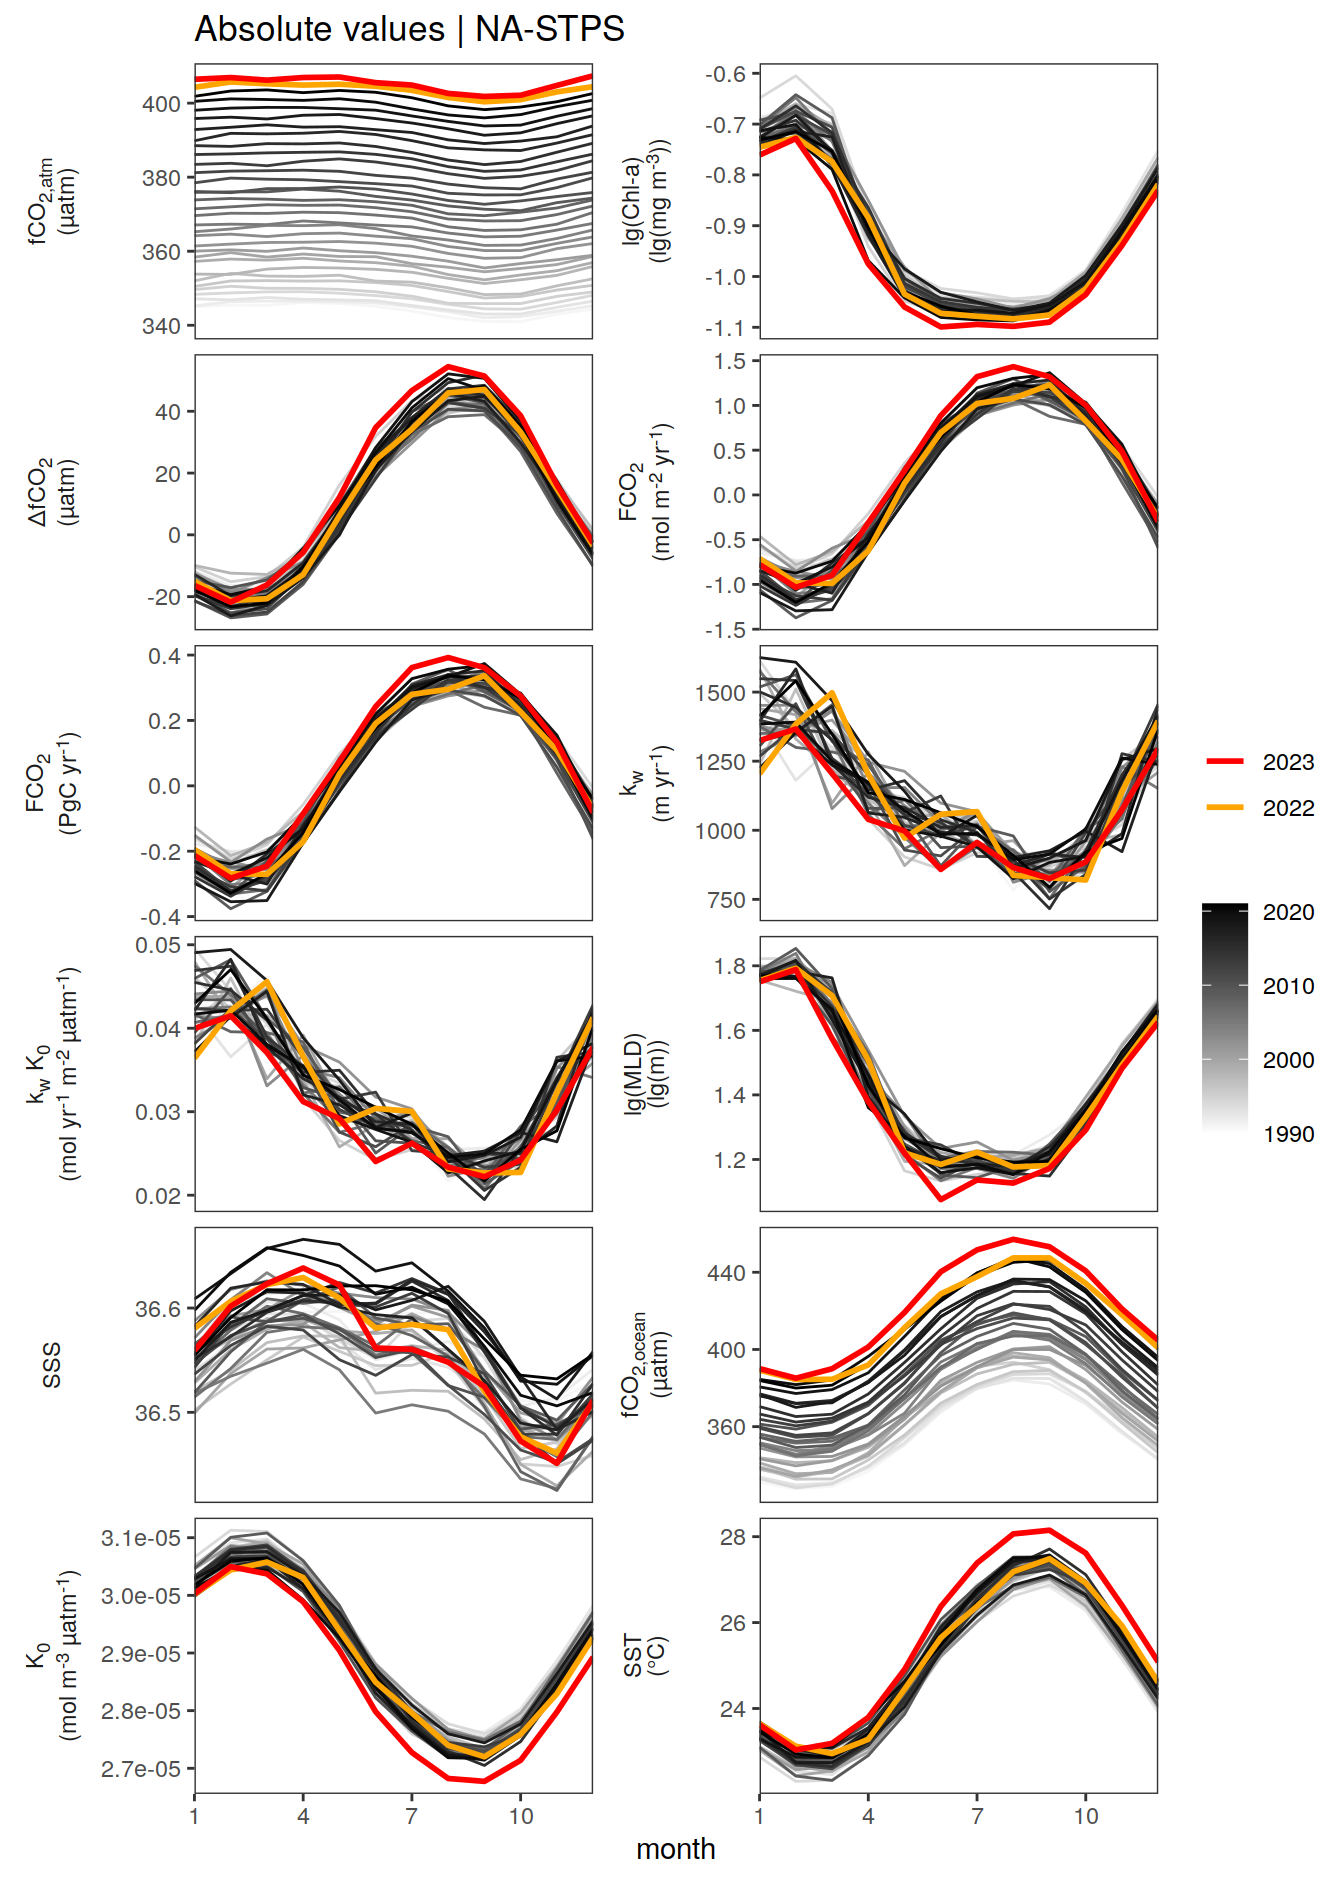 Absolute values | NA-STPS
fCO2,atm
(µatm)
400
380
360
340
lg(Chl-a)
(lg(mg m-3))
-0.6
-0.7
-0.8
-0.9
-1.0
-1.1
ΔfCO2
(µatm)
40
20
0
-20
FCO2
(mol m-2 yr-1)
1.5
1.0
0.5
0.0
-0.5
-1.0
-1.5
FCO2
(PgC yr-1)
0.4
0.2
0.0
-0.2
-0.4
kw
(m yr-1)
1500
1250
1000
750
kw K0
(mol yr-1 m-2 µatm-1)
0.05
0.04
0.03
0.02
lg(MLD)
(lg(m))
1.8
1.6
1.4
1.2
SSS
36.6
36.5
fCO2,ocean
(µatm)
440
400
360
K0
(mol m-3 µatm-1)
3.1e-05
3.0e-05
2.9e-05
2.8e-05
2.7e-05
SST
(°C)
28
26
24
1 4 7 10
1 4 7 10
month
2023
2022
2020
2010
2000
1990